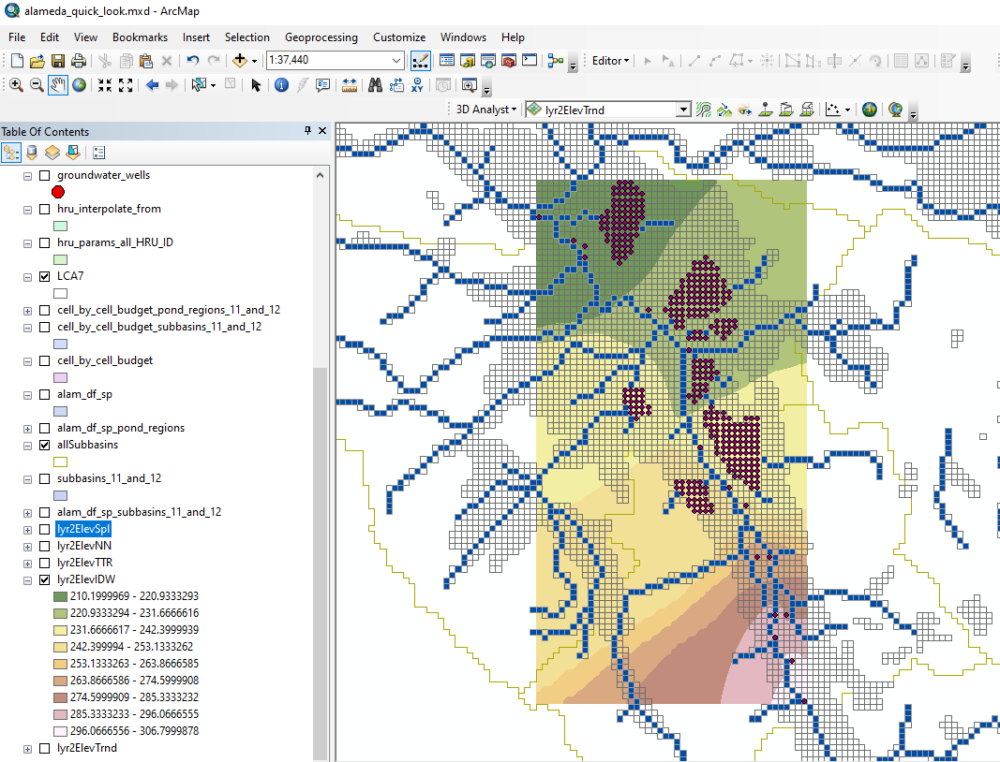 alameda_quick_look.mxd - ArcMap
File Edit View Bookmarks Insert Selection Geoprocessing Customize Windows Help
1:37,440 Editor
3D Analyst lyr2ElevTrnd
Table Of Contents
groundwater_wells
hru_interpolate_from
hru_params_all_HRU_ID
LCA7
cell_by_cell_budget_pond_regions_11_and_12
cell_by_cell_budget_subbasins_11_and_12
cell_by_cell_budget
alam_df_sp
alam_df_sp_pond_regions
allSubbasins
subbasins_11_and_12
alam_df_sp_subbasins_11_and_12
lyr2ElevSpl
lyr2ElevNN
lyr2ElevTTR
lyr2ElevIDW
210.1999969 - 220.9333293
220.9333294 - 231.6666616
231.6666617 - 242.3999939
242.399994 - 253.1333262
253.1333263 - 263.8666585
263.8666586 - 274.5999908
274.5999909 - 285.3333232
285.3333233 - 296.0666555
296.0666556 - 306.7999878
lyr2ElevTrnd